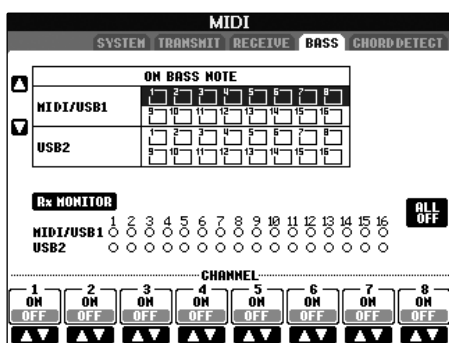 MIDI
SYSTEM TRANSMIT RECEIVE BASS CHORD DETECT
ON BASS NOTE
MIDI/USB1
1 2 3 4 5 6 7 8
9 10 11 12 13 14 15 16
USB2
1 2 3 4 5 6 7 8
9 10 11 12 13 14 15 16
Rx MONITOR
ALL OFF
1 2 3 4 5 6 7 8 9 10 11 12 13 14 15 16
MIDI/USB1
USB2
CHANNEL
1 2 3 4 5 6 7 8
ON ON ON ON ON ON ON ON
OFF OFF OFF OFF OFF OFF OFF OFF